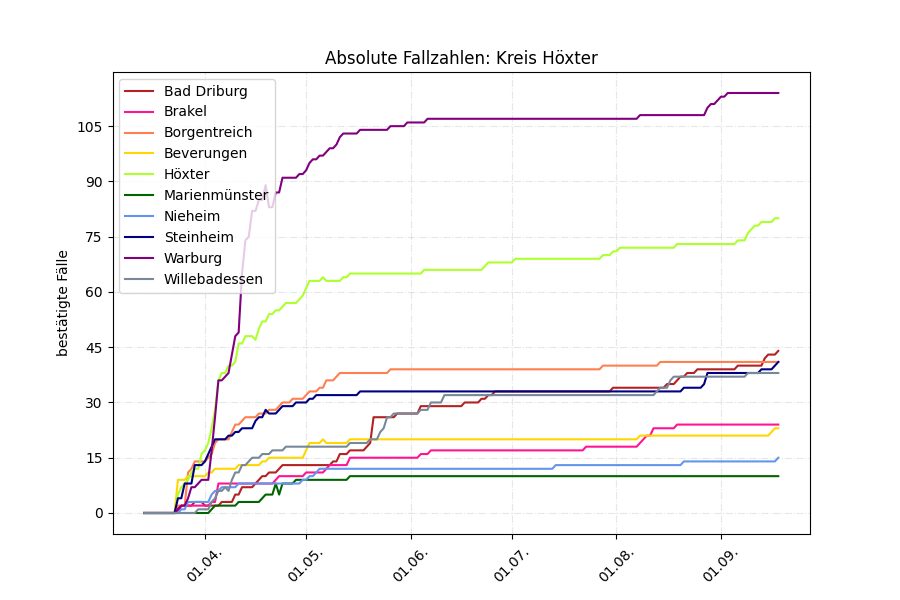 Absolute Fallzahlen: Kreis Höxter
Bad Driburg
Brakel
Borgentreich
Beverungen
Höxter
Marienmünster
Nieheim
Steinheim
Warburg
Willebadessen
bestätigte Fälle
105
90
75
60
45
30
15
0
01.04.
01.05.
01.06.
01.07.
01.08.
01.09.